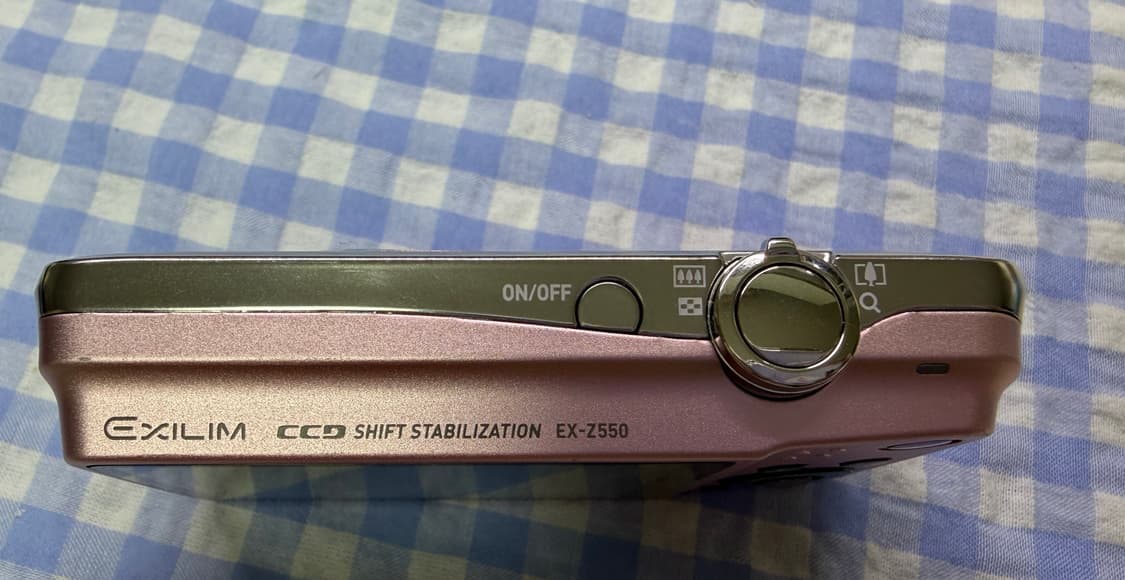 ON/OFF
EXILIM CCD SHIFT STABILIZATION EX-Z550